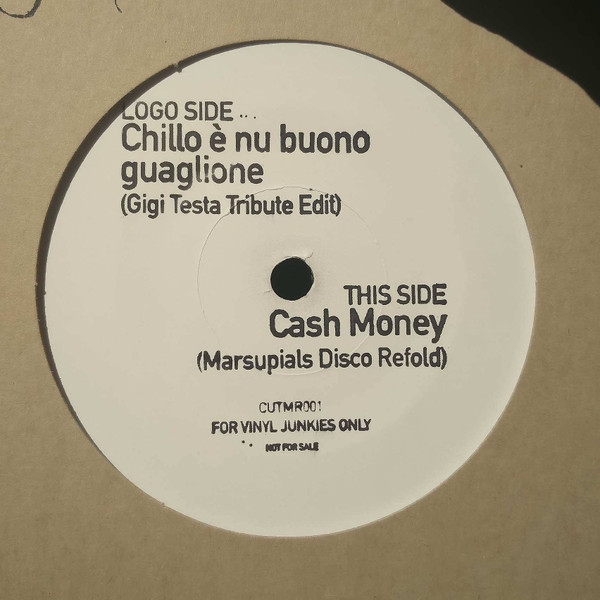 LOGO SIDE ...
Chillo è nu buono
guaglione
(Gigi Testa Tribute Edit)
THIS SIDE
Cash Money
(Marsupials Disco Refold)
CUTMR001
FOR VINYL JUNKIES ONLY
NOT FOR SALE